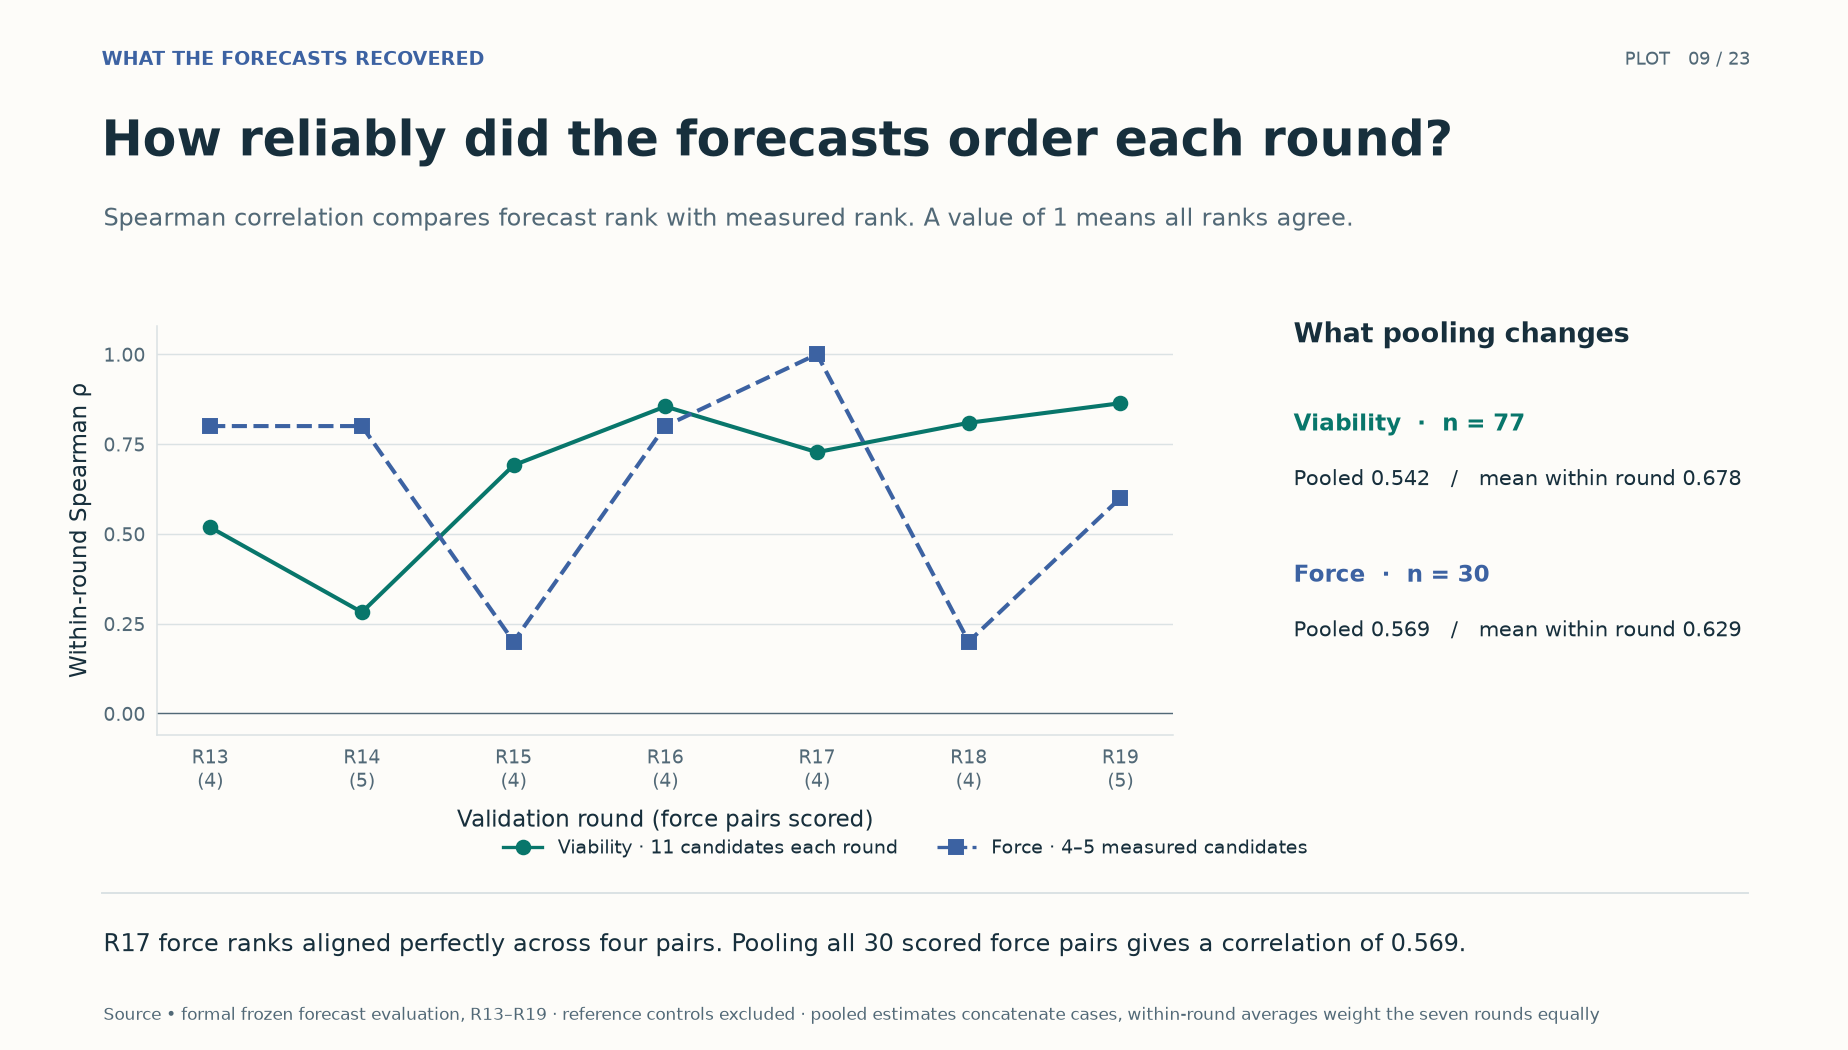 WHAT THE FORECASTS RECOVERED
PLOT 09 / 23
How reliably did the forecasts order each round?
Spearman correlation compares forecast rank with measured rank. A value of 1 means all ranks agree.
Within-round Spearman ρ
1.00
0.75
0.50
0.25
0.00
R13 R14 R15 R16 R17 R18 R19
(4) (5) (4) (4) (4) (4) (5)
Validation round (force pairs scored)
Viability · 11 candidates each round
Force · 4–5 measured candidates
What pooling changes
Viability · n = 77
Pooled 0.542 / mean within round 0.678
Force · n = 30
Pooled 0.569 / mean within round 0.629
R17 force ranks aligned perfectly across four pairs. Pooling all 30 scored force pairs gives a correlation of 0.569.
Source • formal frozen forecast evaluation, R13–R19 · reference controls excluded · pooled estimates concatenate cases, within-round averages weight the seven rounds equally